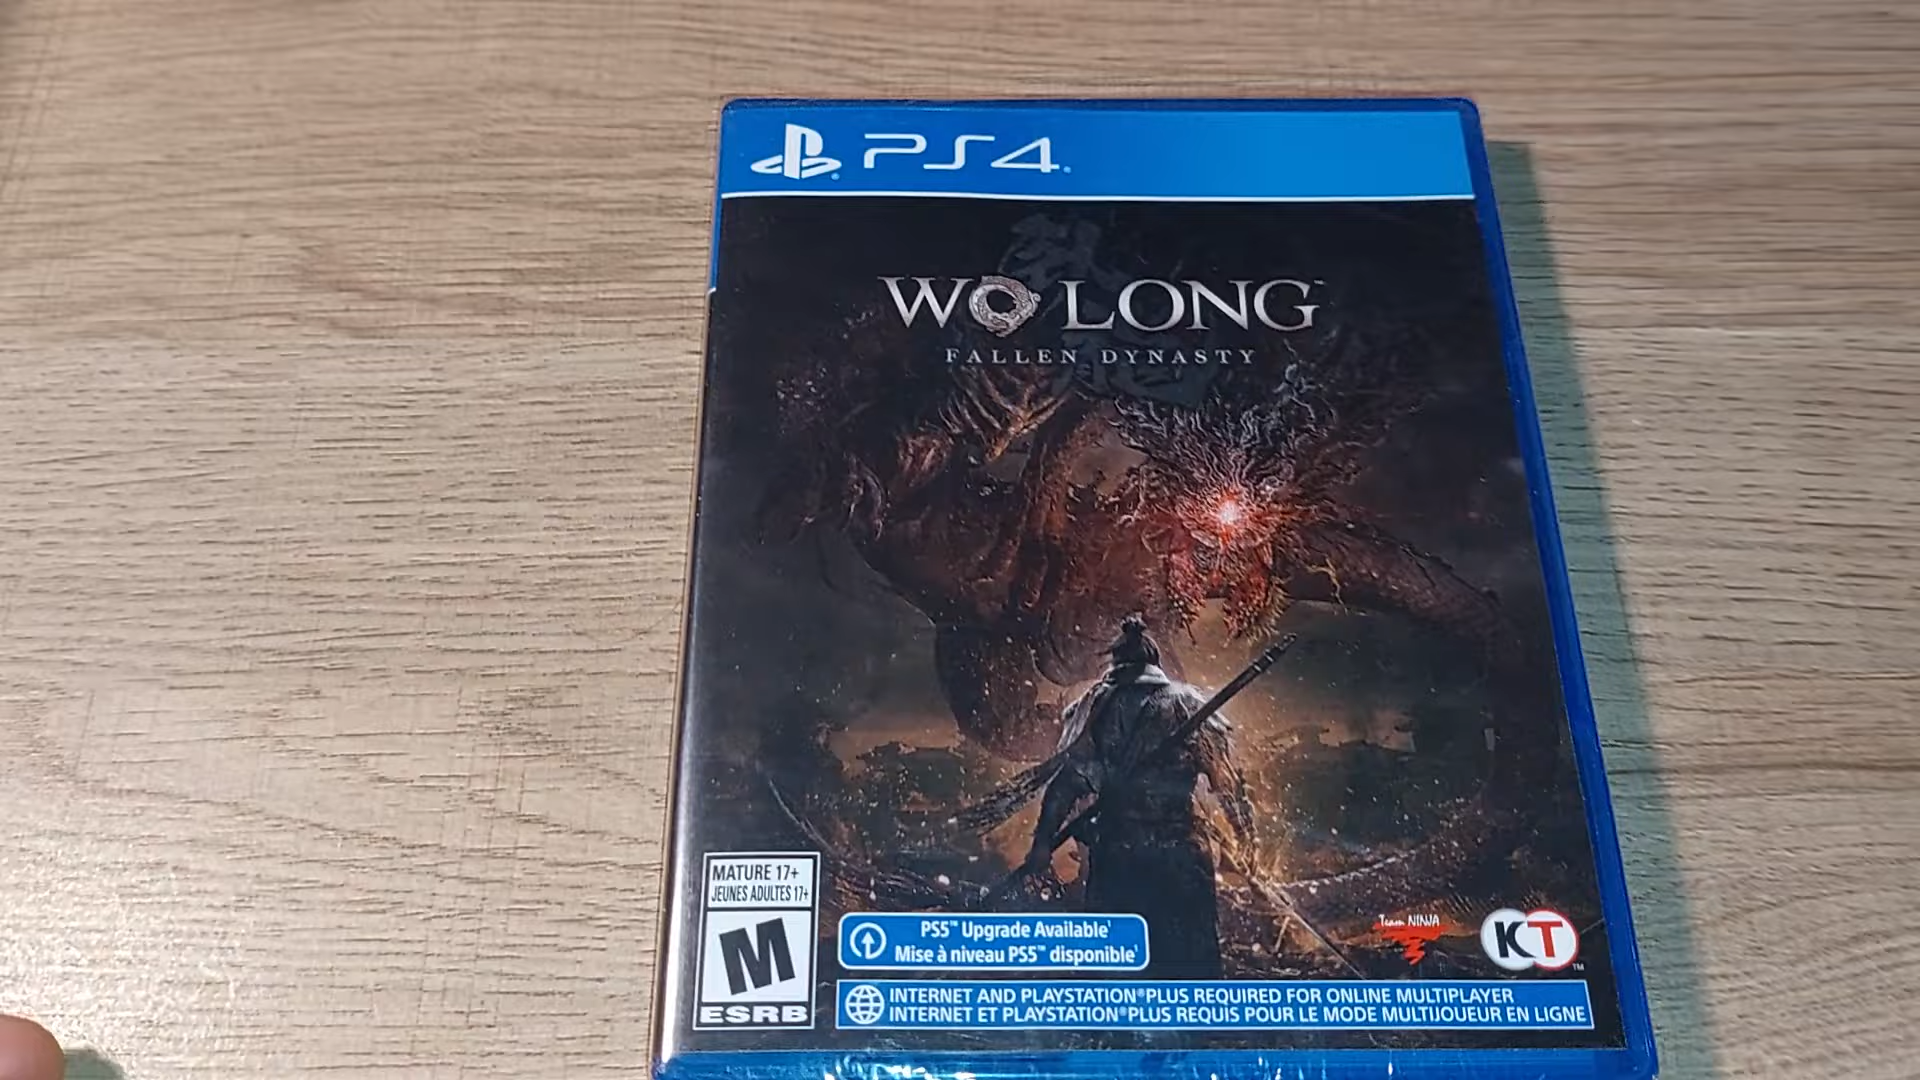 PS4
WO LONG™
FALLEN DYNASTY
MATURE 17+
JEUNES ADULTES 17+
M
ESRB
PS5™ Upgrade Available¹
Mise à niveau PS5™ disponible¹
Team NINJA
KT™
INTERNET AND PLAYSTATION®PLUS REQUIRED FOR ONLINE MULTIPLAYER
INTERNET ET PLAYSTATION®PLUS REQUIS POUR LE MODE MULTIJOUEUR EN LIGNE